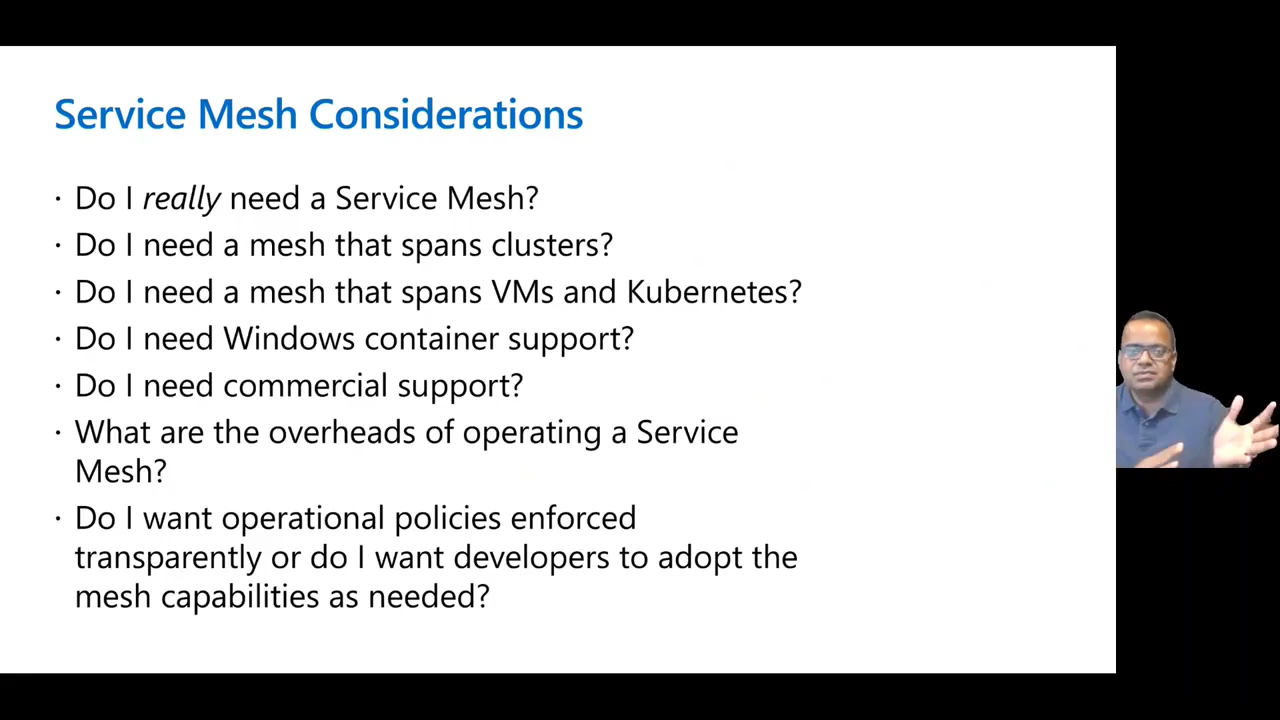 Service Mesh Considerations
· Do I really need a Service Mesh?
· Do I need a mesh that spans clusters?
· Do I need a mesh that spans VMs and Kubernetes?
· Do I need Windows container support?
· Do I need commercial support?
· What are the overheads of operating a Service
Mesh?
· Do I want operational policies enforced
transparently or do I want developers to adopt the
mesh capabilities as needed?